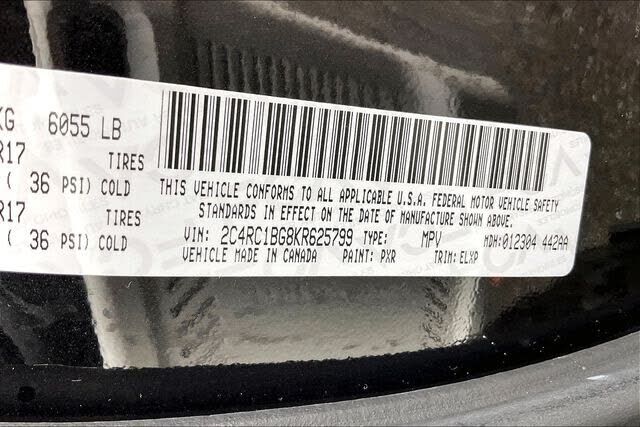 KG 6055 LB
R17 TIRES
( 36 PSI) COLD
R17 TIRES
( 36 PSI) COLD
THIS VEHICLE CONFORMS TO ALL APPLICABLE U.S.A. FEDERAL MOTOR VEHICLE SAFETY
STANDARDS IN EFFECT ON THE DATE OF MANUFACTURE SHOWN ABOVE.
VIN: 2C4RC1BG8KR625799 TYPE: MPV MDH:012304 442AA
VEHICLE MADE IN CANADA PAINT: PXR TRIM: ELXP